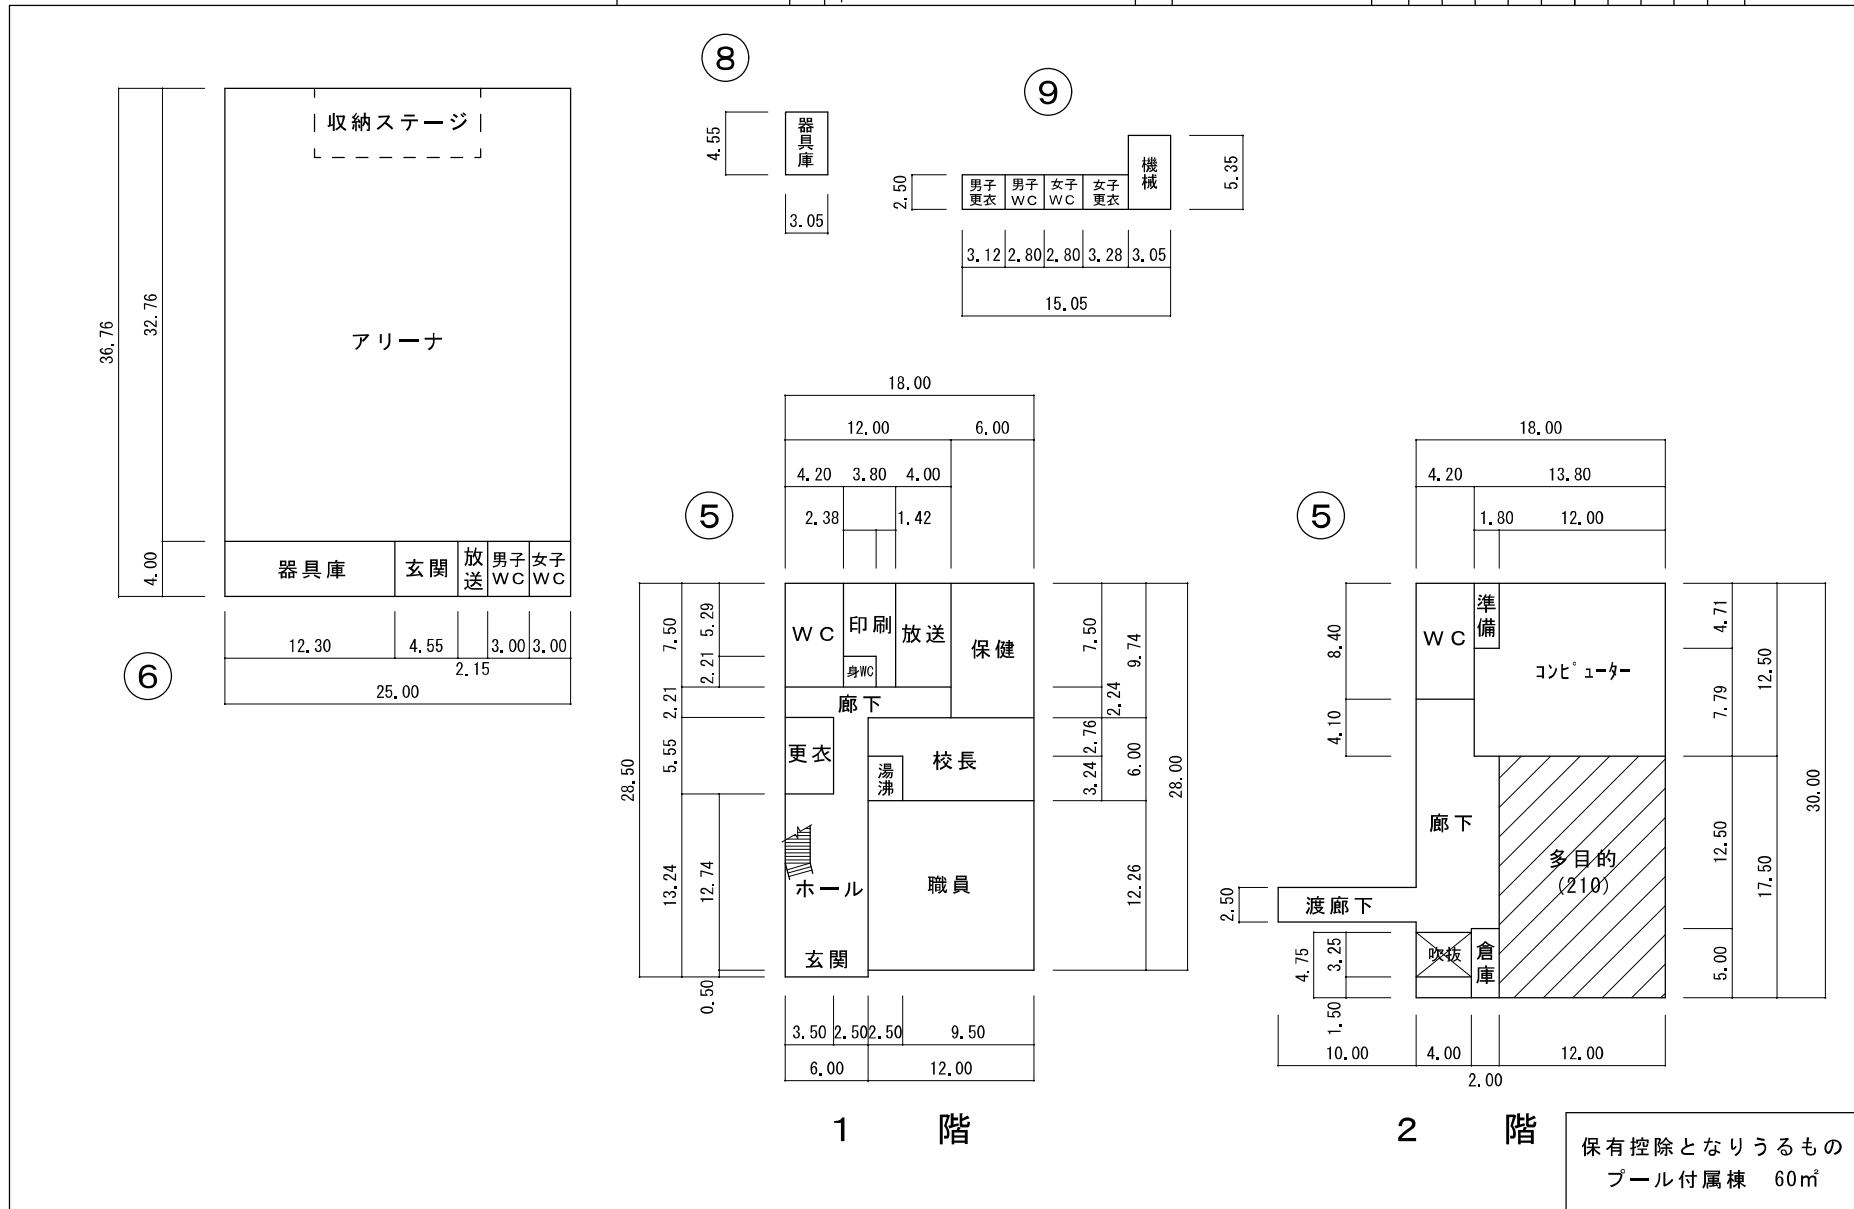 ⑧
⑨
収納ステージ
アリーナ
36.76
32.76
4.00
器具庫
玄関
放送
男子
WC
女子
WC
12.30
4.55
2.15
3.00
3.00
25.00
⑥
4.55
器具庫
3.05
2.50
男子
更衣
男子
WC
女子
WC
女子
更衣
機械
5.35
3.12
2.80
2.80
3.28
3.05
15.05
⑤
18.00
12.00
6.00
4.20
3.80
4.00
2.38
1.42
28.50
7.50
5.29
2.21
2.21
5.55
13.24
12.74
0.50
WC
印刷
放送
保健
身WC
廊下
更衣
校長
湯沸
ホール
職員
玄関
7.50
9.74
2.24
2.76
3.24
6.00
28.00
12.26
3.50
2.50
2.50
9.50
6.00
12.00
1 階
⑤
18.00
4.20
13.80
1.80
12.00
8.40
4.10
WC
準備
コンピューター
4.71
7.79
12.50
30.00
廊下
多目的
(210)
12.50
17.50
5.00
2.50
渡廊下
4.75
3.25
1.50
吹抜
倉庫
10.00
4.00
2.00
12.00
2 階
保有控除となりうるもの
プール付属棟 60㎡